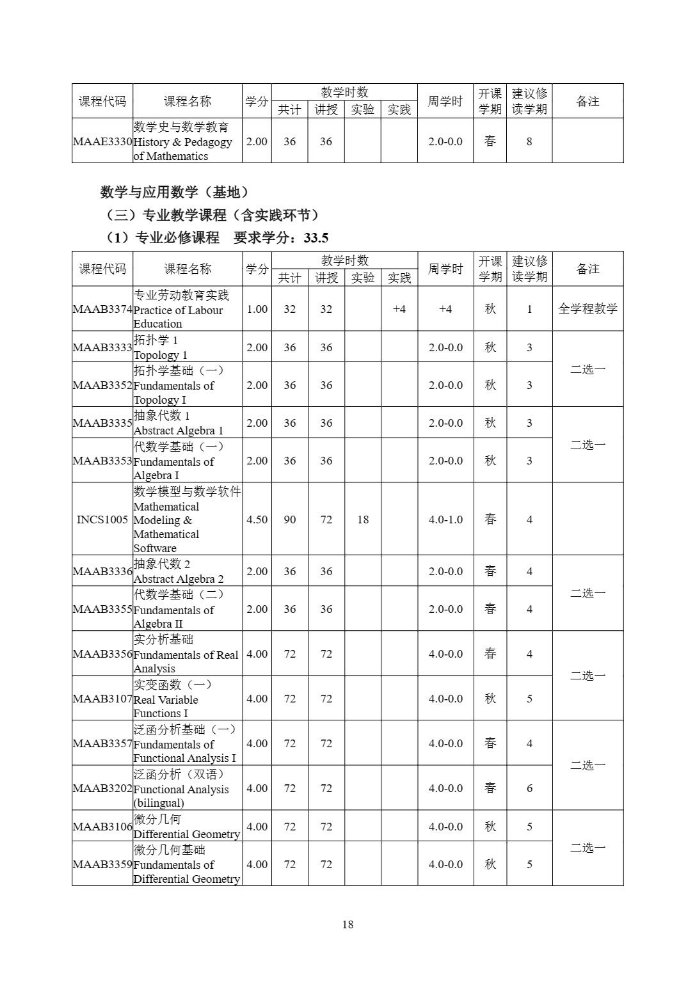 课程代码 课程名称 学分 教学时数 周学时 开课学期 建议修读学期 备注
共计 讲授 实验 实践
MAAE3330 数学史与数学教育 History & Pedagogy of Mathematics 2.00 36 36 2.0-0.0 春 8
数学与应用数学（基地）
（三）专业教学课程（含实践环节）
（1）专业必修课程 要求学分：33.5
课程代码 课程名称 学分 教学时数 周学时 开课学期 建议修读学期 备注
共计 讲授 实验 实践
MAAB3374 专业劳动教育实践 Practice of Labour Education 1.00 32 32 +4 +4 秋 1 全学程教学
MAAB3333 拓扑学 1 Topology 1 2.00 36 36 2.0-0.0 秋 3 二选一
MAAB3352 拓扑学基础（一） Fundamentals of Topology I 2.00 36 36 2.0-0.0 秋 3
MAAB3335 抽象代数 1 Abstract Algebra 1 2.00 36 36 2.0-0.0 秋 3 二选一
MAAB3353 代数学基础（一） Fundamentals of Algebra I 2.00 36 36 2.0-0.0 秋 3
INCS1005 数学模型与数学软件 Mathematical Modeling & Mathematical Software 4.50 90 72 18 4.0-1.0 春 4
MAAB3336 抽象代数 2 Abstract Algebra 2 2.00 36 36 2.0-0.0 春 4 二选一
MAAB3355 代数学基础（二） Fundamentals of Algebra II 2.00 36 36 2.0-0.0 春 4
MAAB3356 实分析基础 Fundamentals of Real Analysis 4.00 72 72 4.0-0.0 春 4 二选一
MAAB3107 实变函数（一） Real Variable Functions I 4.00 72 72 4.0-0.0 秋 5
MAAB3357 泛函分析基础（一） Fundamentals of Functional Analysis I 4.00 72 72 4.0-0.0 春 4 二选一
MAAB3202 泛函分析（双语） Functional Analysis (bilingual) 4.00 72 72 4.0-0.0 春 6
MAAB3106 微分几何 Differential Geometry 4.00 72 72 4.0-0.0 秋 5 二选一
MAAB3359 微分几何基础 Fundamentals of Differential Geometry 4.00 72 72 4.0-0.0 秋 5
18